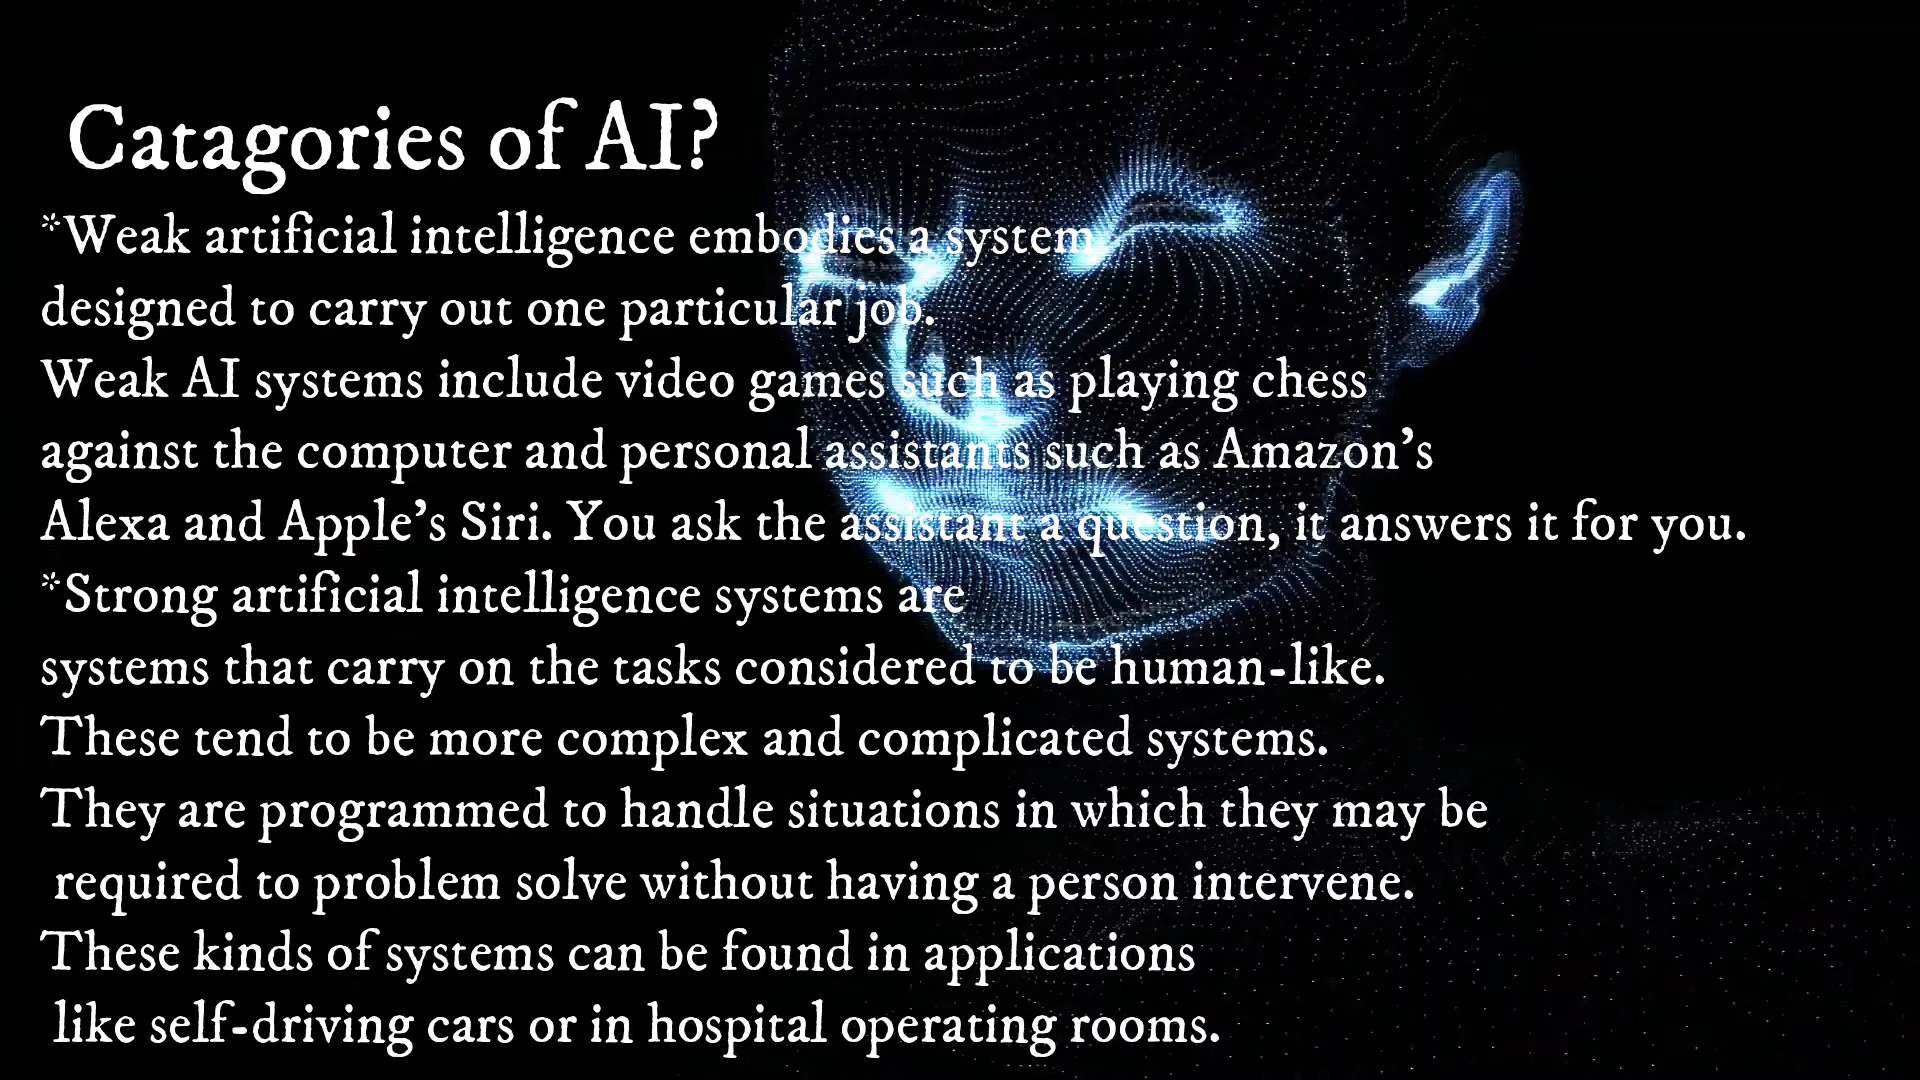 Catagories of AI?
*Weak artificial intelligence embodies a system
designed to carry out one particular job.
Weak AI systems include video games such as playing chess
against the computer and personal assistants such as Amazon’s
Alexa and Apple’s Siri. You ask the assistant a question, it answers it for you.
*Strong artificial intelligence systems are
systems that carry on the tasks considered to be human-like.
These tend to be more complex and complicated systems.
They are programmed to handle situations in which they may be
required to problem solve without having a person intervene.
These kinds of systems can be found in applications
like self-driving cars or in hospital operating rooms.